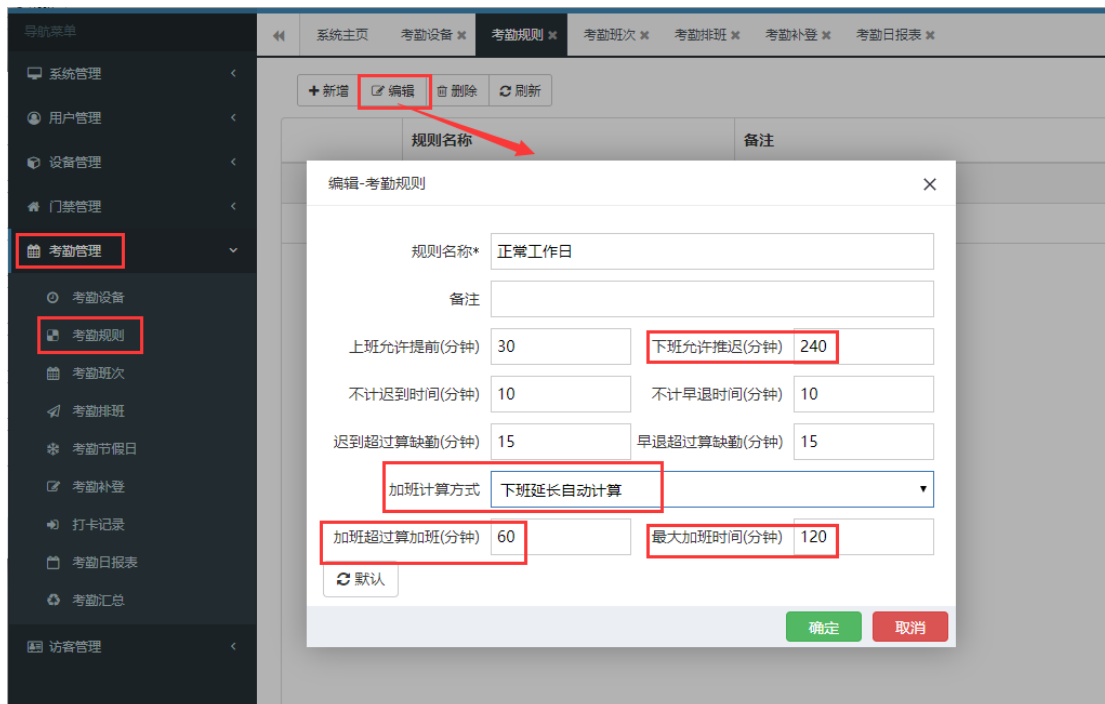 导航菜单
系统主页 考勤设备 考勤规则 考勤班次 考勤排班 考勤补登 考勤日报表
系统管理
用户管理
设备管理
门禁管理
考勤管理
考勤设备
考勤规则
考勤班次
考勤排班
考勤节假日
考勤补登
打卡记录
考勤日报表
考勤汇总
访客管理
新增 编辑 删除 刷新
规则名称 备注
编辑-考勤规则
规则名称* 正常工作日
备注
上班允许提前(分钟) 30 下班允许推迟(分钟) 240
不计迟到时间(分钟) 10 不计早退时间(分钟) 10
迟到超过算缺勤(分钟) 15 早退超过算缺勤(分钟) 15
加班计算方式 下班延长自动计算
加班超过算加班(分钟) 60 最大加班时间(分钟) 120
默认
确定 取消